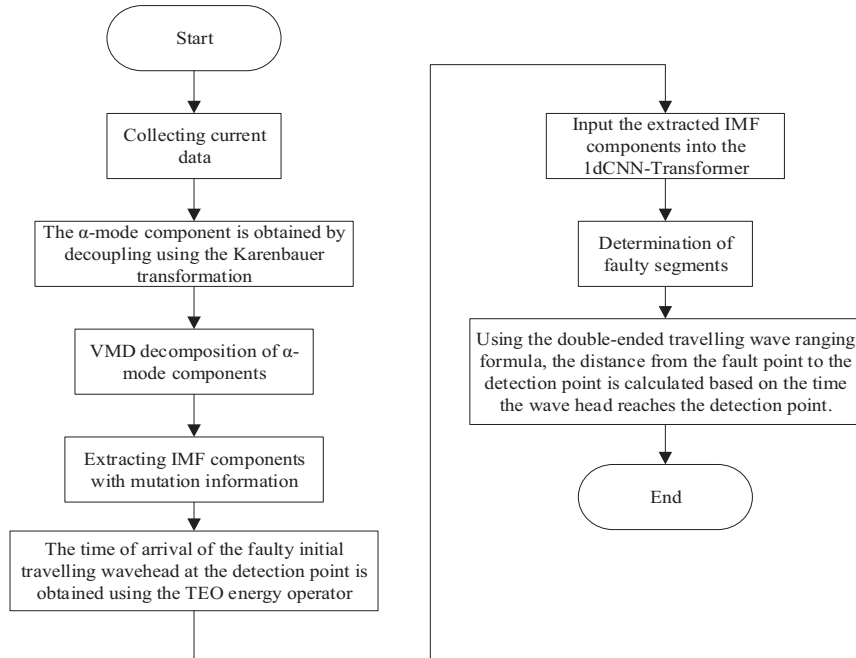 Start
Collecting current
data
The α-mode component is obtained by
decoupling using the Karenbauer
transformation
VMD decomposition of α-
mode components
Extracting IMF components
with mutation information
The time of arrival of the faulty initial
travelling wavehead at the detection point is
obtained using the TEO energy operator
Input the extracted IMF
components into the
1dCNN-Transformer
Determination of
faulty segments
Using the double-ended travelling wave ranging
formula, the distance from the fault point to the
detection point is calculated based on the time
the wave head reaches the detection point.
End